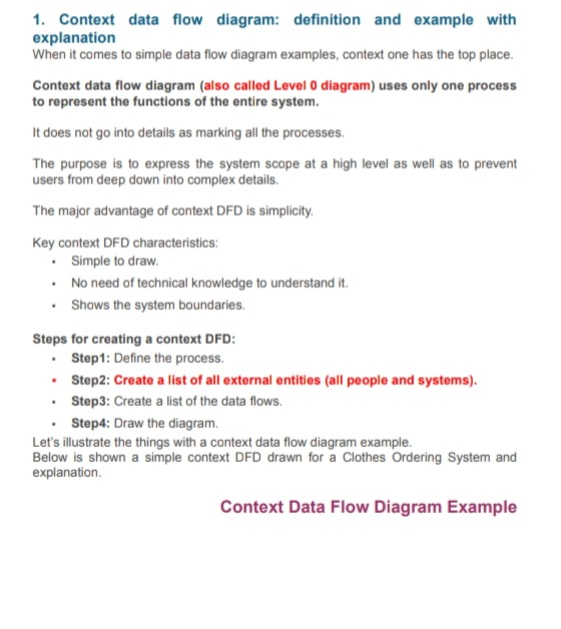 1. Context data flow diagram: definition and example with
explanation
When it comes to simple data flow diagram examples, context one has the top place.
Context data flow diagram (also called Level 0 diagram) uses only one process
to represent the functions of the entire system.
It does not go into details as marking all the processes.
The purpose is to express the system scope at a high level as well as to prevent
users from deep down into complex details.
The major advantage of context DFD is simplicity.
Key context DFD characteristics:
• Simple to draw.
• No need of technical knowledge to understand it.
• Shows the system boundaries.
Steps for creating a context DFD:
• Step1: Define the process.
• Step2: Create a list of all external entities (all people and systems).
• Step3: Create a list of the data flows.
• Step4: Draw the diagram.
Let's illustrate the things with a context data flow diagram example.
Below is shown a simple context DFD drawn for a Clothes Ordering System and
explanation.
Context Data Flow Diagram Example